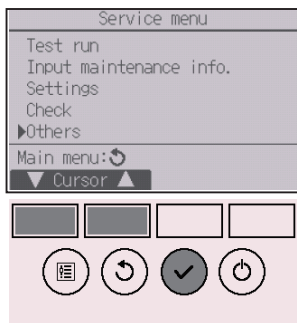 Service menu
Test run
Input maintenance info.
Settings
Check
▶Others
Main menu:↺
▼ Cursor ▲